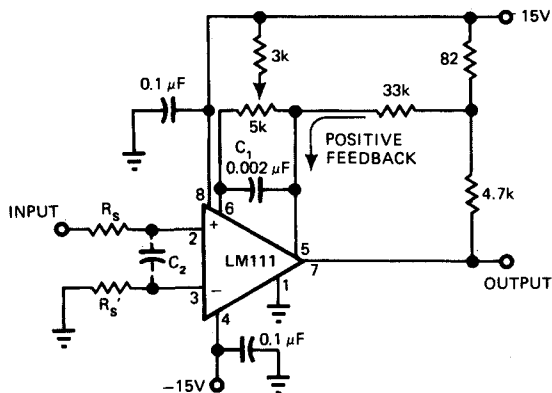 15V
3k
82
0.1 μF
33k
5k
POSITIVE
FEEDBACK
C1
0.002 μF
8
6
INPUT
Rs
2
+
5
4.7k
C2
LM111
7
OUTPUT
1
Rs'
3
−
4
0.1 μF
−15V